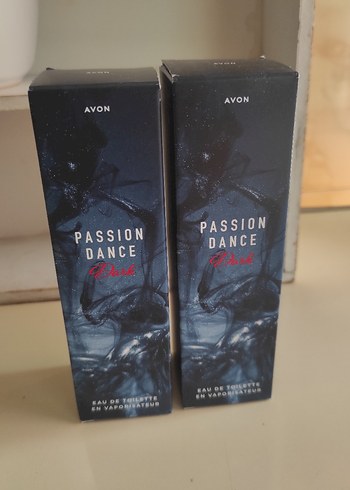 AVON
PASSION
DANCE
Dark
EAU DE TOILETTE
EN VAPORISATEUR
AVON
PASSION
DANCE
Dark
EAU DE TOILETTE
EN VAPORISATEUR